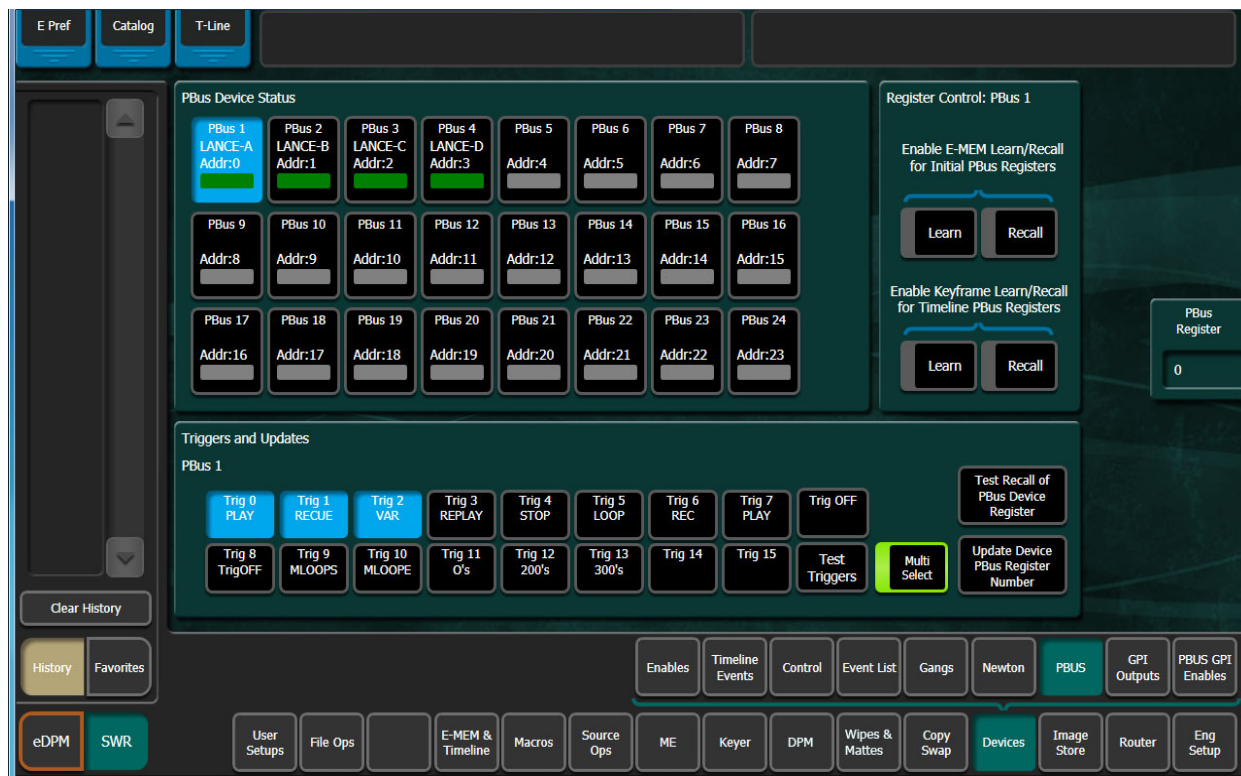 E Pref
Catalog
T-Line
PBus Device Status
PBus 1
LANCE-A
Addr:0
PBus 2
LANCE-B
Addr:1
PBus 3
LANCE-C
Addr:2
PBus 4
LANCE-D
Addr:3
PBus 5
Addr:4
PBus 6
Addr:5
PBus 7
Addr:6
PBus 8
Addr:7
PBus 9
Addr:8
PBus 10
Addr:9
PBus 11
Addr:10
PBus 12
Addr:11
PBus 13
Addr:12
PBus 14
Addr:13
PBus 15
Addr:14
PBus 16
Addr:15
PBus 17
Addr:16
PBus 18
Addr:17
PBus 19
Addr:18
PBus 20
Addr:19
PBus 21
Addr:20
PBus 22
Addr:21
PBus 23
Addr:22
PBus 24
Addr:23
Register Control: PBus 1
Enable E-MEM Learn/Recall
for Initial PBus Registers
Learn
Recall
Enable Keyframe Learn/Recall
for Timeline PBus Registers
Learn
Recall
PBus
Register
0
Triggers and Updates
PBus 1
Trig 0
PLAY
Trig 1
RECUE
Trig 2
VAR
Trig 3
REPLAY
Trig 4
STOP
Trig 5
LOOP
Trig 6
REC
Trig 7
PLAY
Trig OFF
Test Recall of
PBus Device
Register
Trig 8
TrigOFF
Trig 9
MLOOPS
Trig 10
MLOOPE
Trig 11
O's
Trig 12
200's
Trig 13
300's
Trig 14
Trig 15
Test
Triggers
Multi
Select
Update Device
PBus Register
Number
Clear History
History
Favorites
Enables
Timeline
Events
Control
Event List
Gangs
Newton
PBUS
GPI
Outputs
PBUS GPI
Enables
eDPM
SWR
User
Setups
File Ops
E-MEM &
Timeline
Macros
Source
Ops
ME
Keyer
DPM
Wipes &
Mattes
Copy
Swap
Devices
Image
Store
Router
Eng
Setup